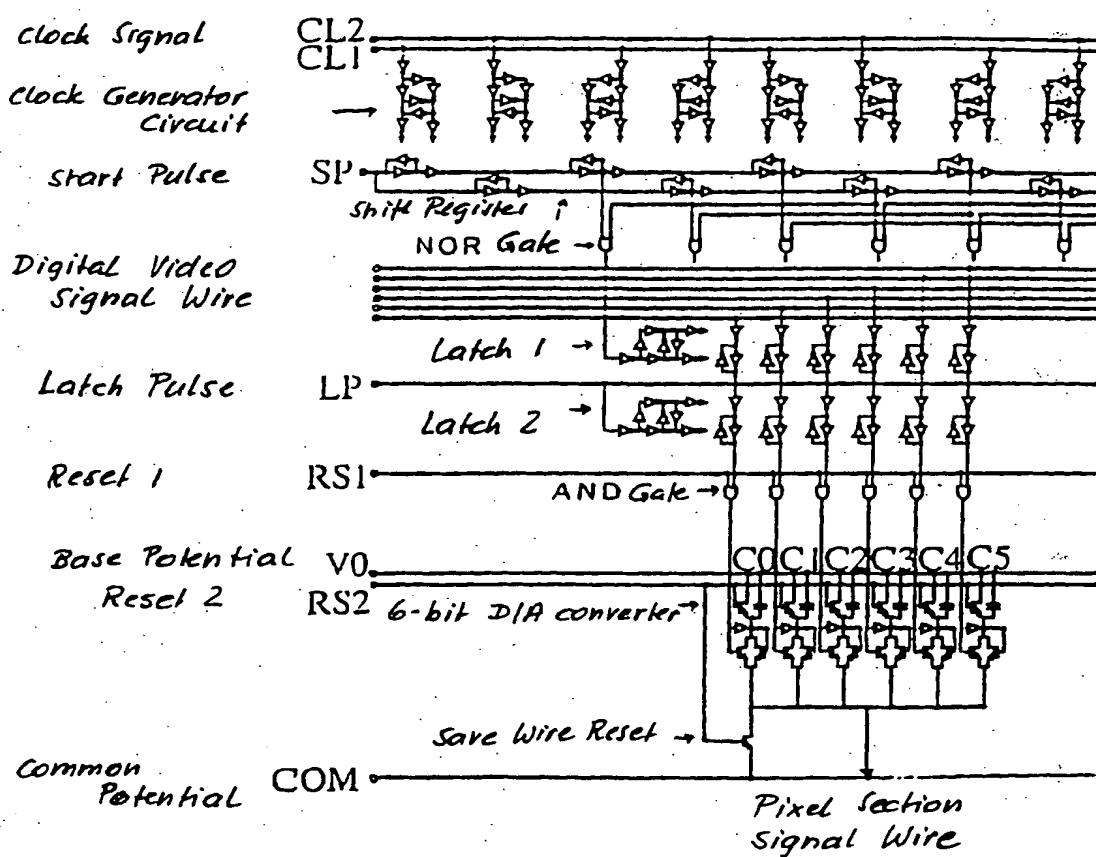 Clock Signal CL2
CL1
Clock Generator
Circuit
Start Pulse SP
Shift Register
NOR Gate
Digital Video
Signal Wire
Latch 1
Latch Pulse LP
Latch 2
Reset 1 RS1
AND Gate
Base Potential V0
C0 C1 C2 C3 C4 C5
Reset 2 RS2
6-bit D/A converter
Save Wire Reset
Common
Potential COM
Pixel Section
Signal Wire